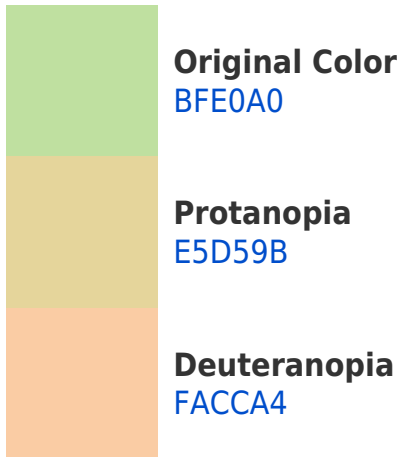 Original Color
BFE0A0
Protanopia
E5D59B
Deuteranopia
FACCA4